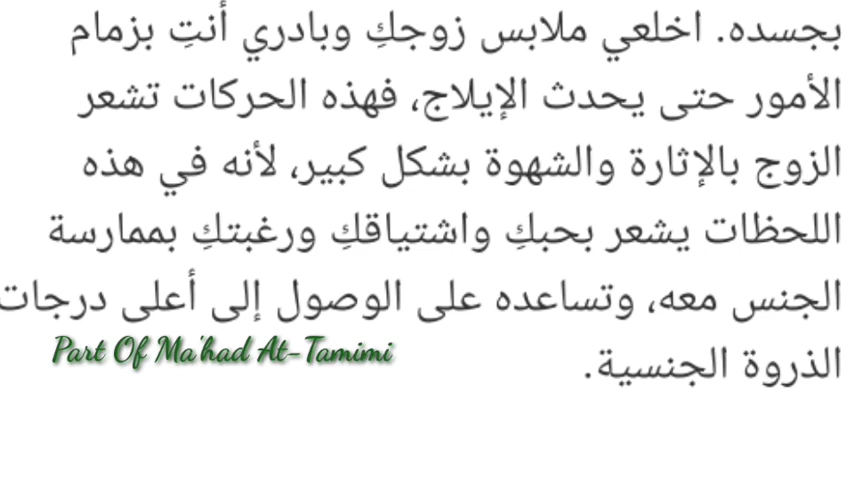 بجسده. اخلعي ملابس زوجكِ وبادري أنتِ بزمام
الأمور حتى يحدث الإيلاج، فهذه الحركات تشعر
الزوج بالإثارة والشهوة بشكل كبير، لأنه في هذه
اللحظات يشعر بحبكِ واشتياقكِ ورغبتكِ بممارسة
الجنس معه، وتساعده على الوصول إلى أعلى درجات
الذروة الجنسية.
Part Of Ma'had At-Tamimi